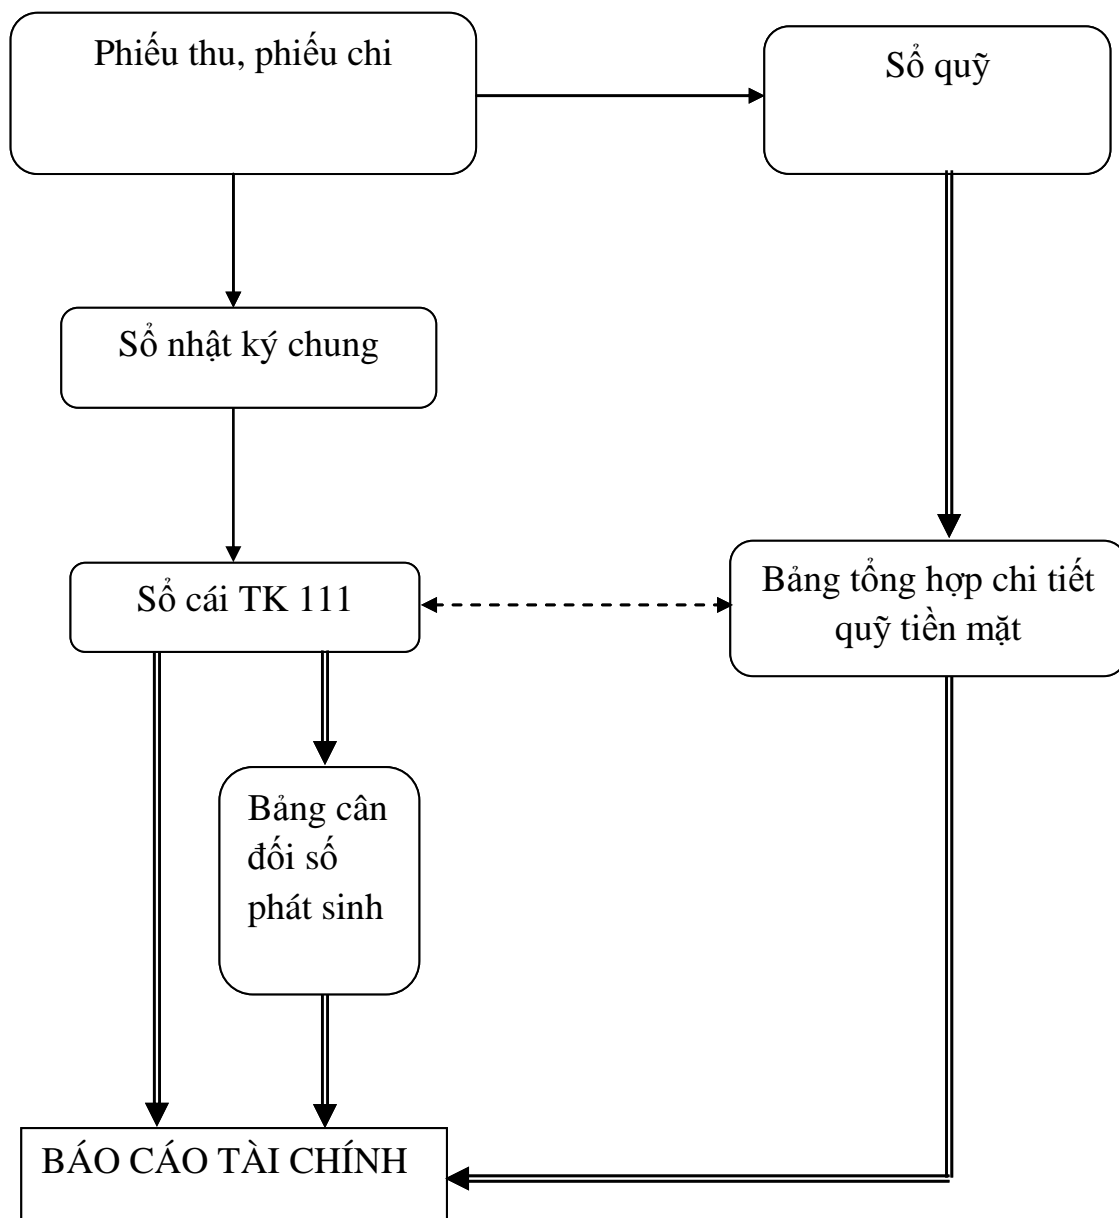 Phiếu thu, phiếu chi
Sổ quỹ
Sổ nhật ký chung
Sổ cái TK 111
Bảng tổng hợp chi tiết
quỹ tiền mặt
Bảng cân
đối số
phát sinh
BÁO CÁO TÀI CHÍNH